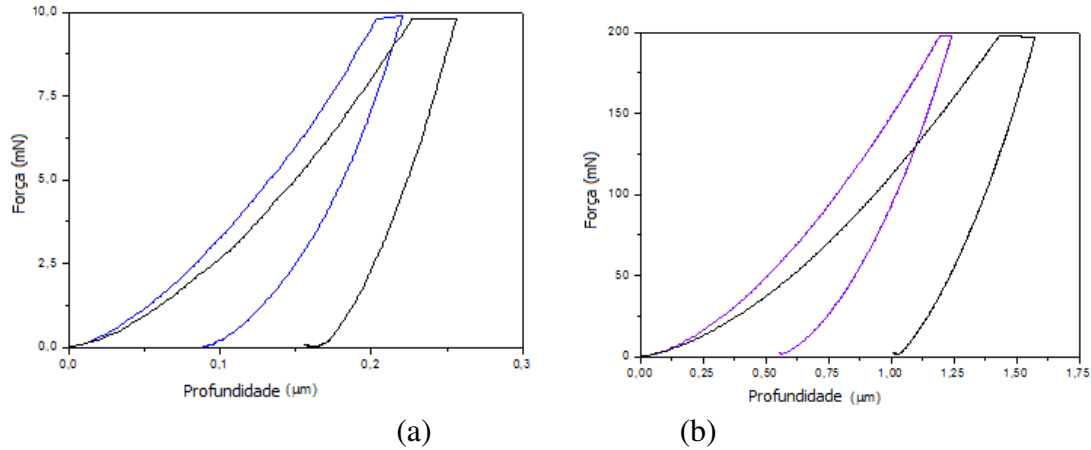 10,0
7,5
5,0
2,5
0,0
Força (mN)
0,0 0,1 0,2 0,3
Profundidade (µm)
(a)
200
150
100
50
0
Força (mN)
0,00 0,25 0,50 0,75 1,00 1,25 1,50 1,75
Profundidade (µm)
(b)